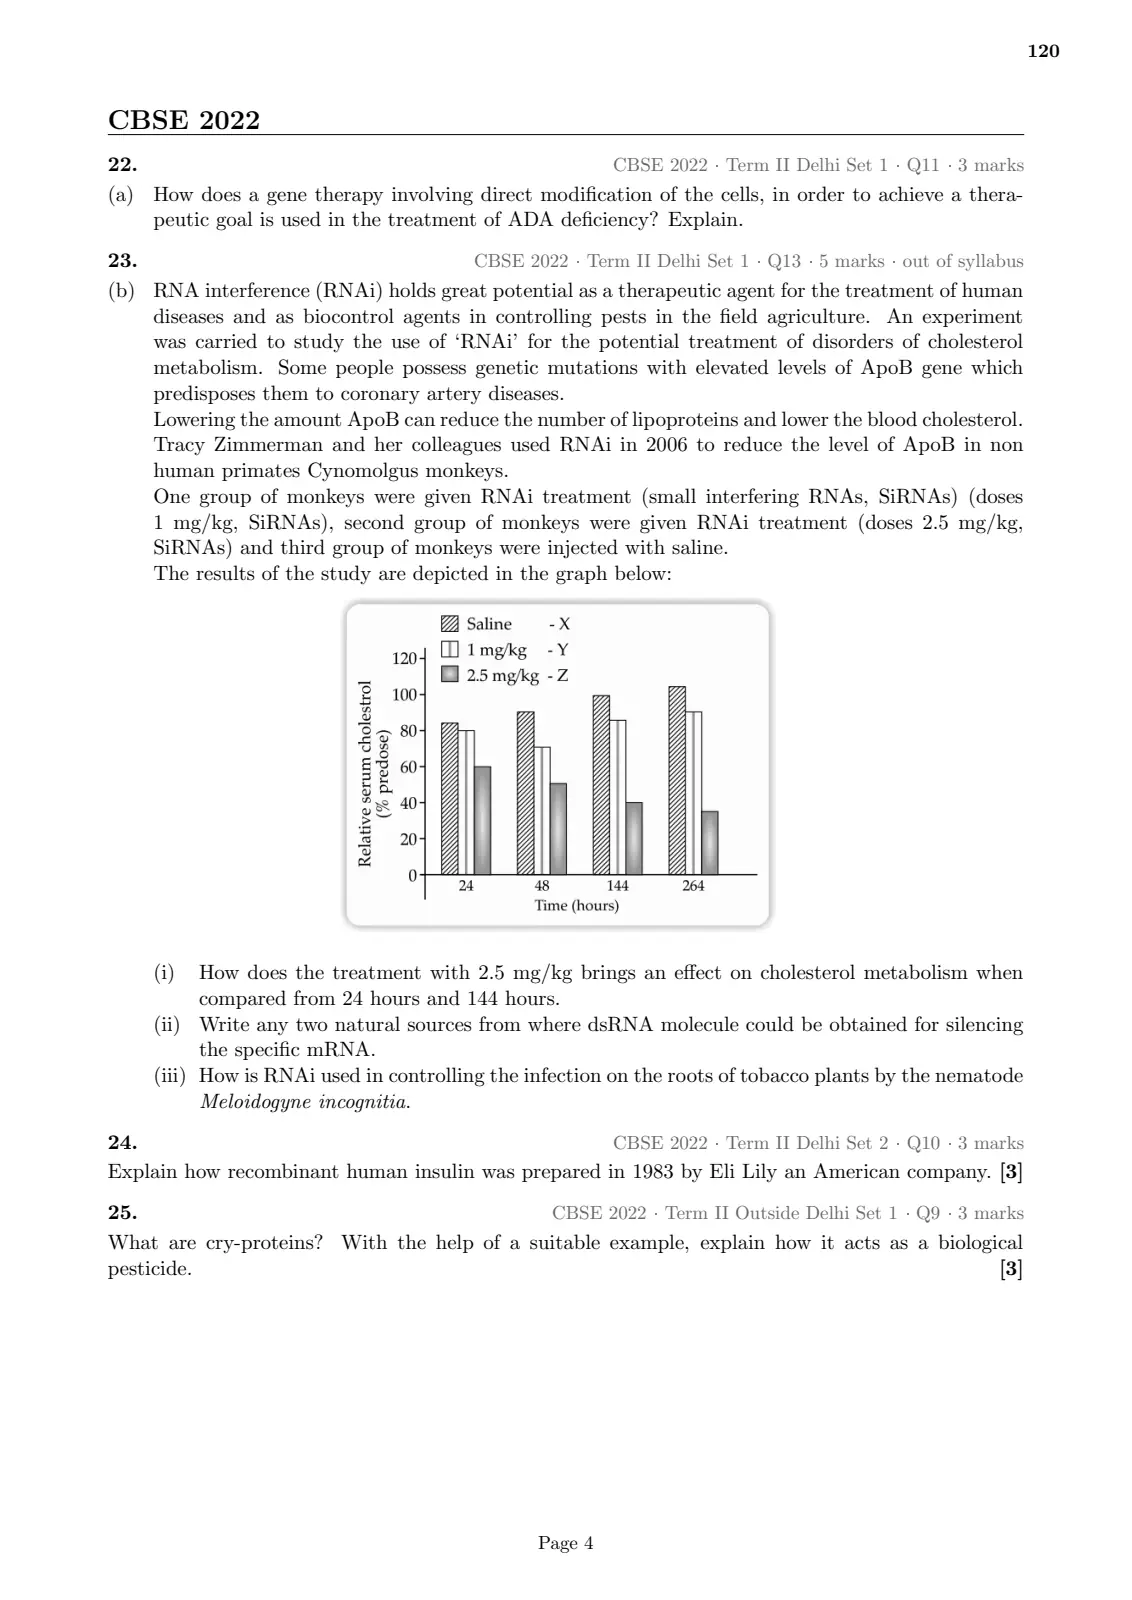 120
CBSE 2022
22. CBSE 2022 · Term II Delhi Set 1 · Q11 · 3 marks
(a) How does a gene therapy involving direct modification of the cells, in order to achieve a thera-
peutic goal is used in the treatment of ADA deficiency? Explain.
23. CBSE 2022 · Term II Delhi Set 1 · Q13 · 5 marks · out of syllabus
(b) RNA interference (RNAi) holds great potential as a therapeutic agent for the treatment of human
diseases and as biocontrol agents in controlling pests in the field agriculture. An experiment
was carried to study the use of ‘RNAi’ for the potential treatment of disorders of cholesterol
metabolism. Some people possess genetic mutations with elevated levels of ApoB gene which
predisposes them to coronary artery diseases.
Lowering the amount ApoB can reduce the number of lipoproteins and lower the blood cholesterol.
Tracy Zimmerman and her colleagues used RNAi in 2006 to reduce the level of ApoB in non
human primates Cynomolgus monkeys.
One group of monkeys were given RNAi treatment (small interfering RNAs, SiRNAs) (doses
1 mg/kg, SiRNAs), second group of monkeys were given RNAi treatment (doses 2.5 mg/kg,
SiRNAs) and third group of monkeys were injected with saline.
The results of the study are depicted in the graph below:
Saline - X
1 mg/kg - Y
2.5 mg/kg - Z
Relative serum cholestrol
(% predose)
120
100
80
60
40
20
0
24 48 144 264
Time (hours)
(i) How does the treatment with 2.5 mg/kg brings an effect on cholesterol metabolism when
compared from 24 hours and 144 hours.
(ii) Write any two natural sources from where dsRNA molecule could be obtained for silencing
the specific mRNA.
(iii) How is RNAi used in controlling the infection on the roots of tobacco plants by the nematode
Meloidogyne incognitia.
24. CBSE 2022 · Term II Delhi Set 2 · Q10 · 3 marks
Explain how recombinant human insulin was prepared in 1983 by Eli Lily an American company. [3]
25. CBSE 2022 · Term II Outside Delhi Set 1 · Q9 · 3 marks
What are cry-proteins? With the help of a suitable example, explain how it acts as a biological
pesticide. [3]
Page 4